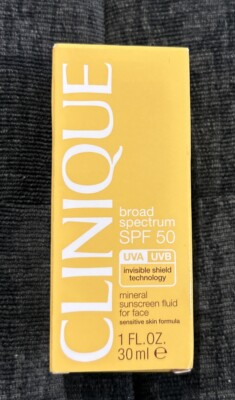 CLINIQUE
broad
spectrum
SPF 50
UVA UVB
invisible shield
technology
mineral
sunscreen fluid
for face
sensitive skin formula
1 FL.OZ.
30 ml ℮